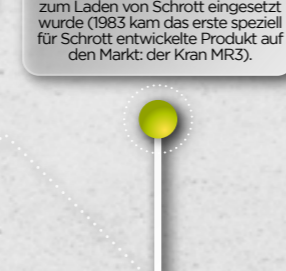 zum Laden von Schrott eingesetzt
wurde (1983 kam das erste speziell
für Schrott entwickelte Produkt auf
den Markt: der Kran MR3).